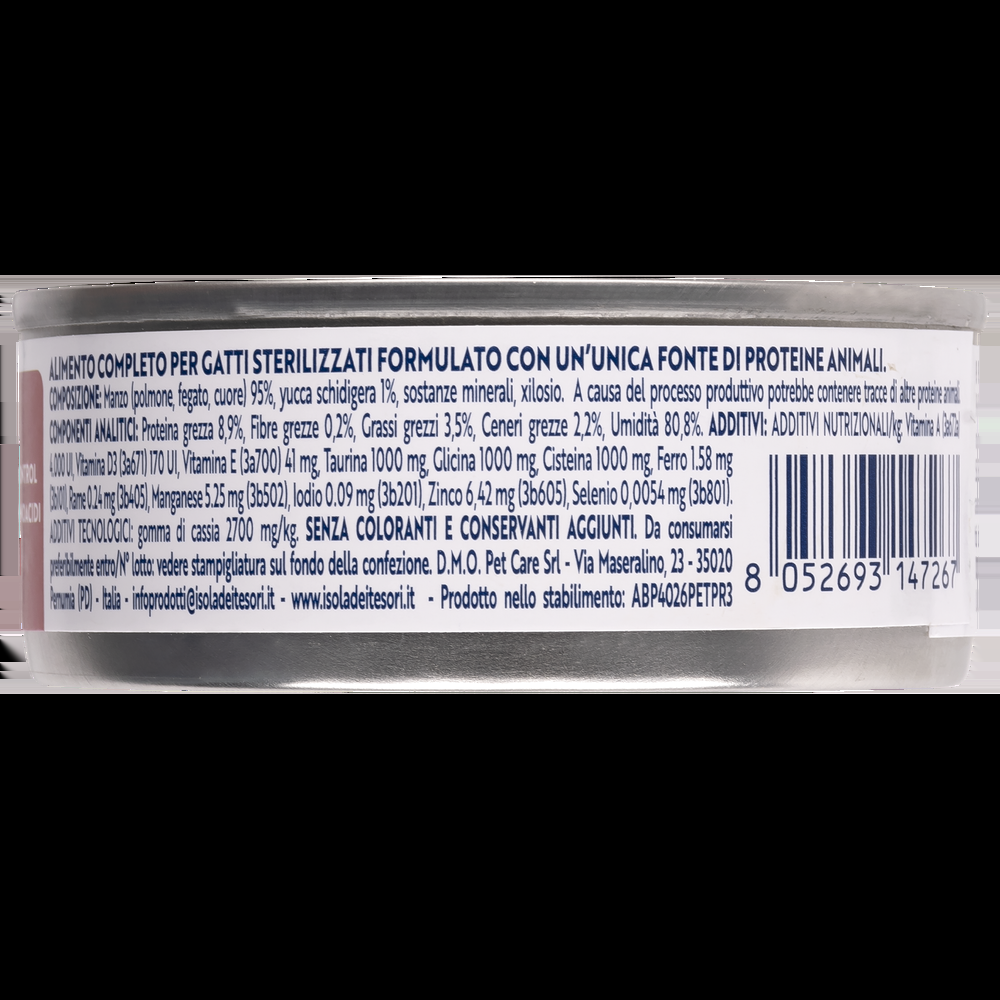 ALIMENTO COMPLETO PER GATTI STERILIZZATI FORMULATO CON UN'UNICA FONTE DI PROTEINE ANIMALI.
COMPOSIZIONE: Manzo (polmone, fegato, cuore) 95%, yucca schidigera 1%, sostanze minerali, xilosio. A causa del processo produttivo potrebbe contenere tracce di altre proteine animali.
COMPONENTI ANALITICI: Proteina grezza 8,9%, Fibre grezze 0,2%, Grassi grezzi 3,5%, Ceneri grezze 2,2%, Umidità 80,8%. ADDITIVI: ADDITIVI NUTRIZIONALI/kg: Vitamina A (3a672a)
4.000 UI, Vitamina D3 (3a671) 170 UI, Vitamina E (3a700) 41 mg, Taurina 1000 mg, Glicina 1000 mg, Cisteina 1000 mg, Ferro 1.58 mg
(3b101), Rame 0.24 mg (3b405), Manganese 5.25 mg (3b502), Iodio 0.09 mg (3b201), Zinco 6,42 mg (3b605), Selenio 0,0054 mg (3b801).
ADDITIVI TECNOLOGICI: gomma di cassia 2700 mg/kg. SENZA COLORANTI E CONSERVANTI AGGIUNTI. Da consumarsi
preferibilmente entro/N° lotto: vedere stampigliatura sul fondo della confezione. D.M.O. Pet Care Srl - Via Maseralino, 23 - 35020
Pernumia (PD) - Italia - infoprodotti@isoladeitesori.it - www.isoladeitesori.it - Prodotto nello stabilimento: ABP4026PETPR3
8 052693 147267